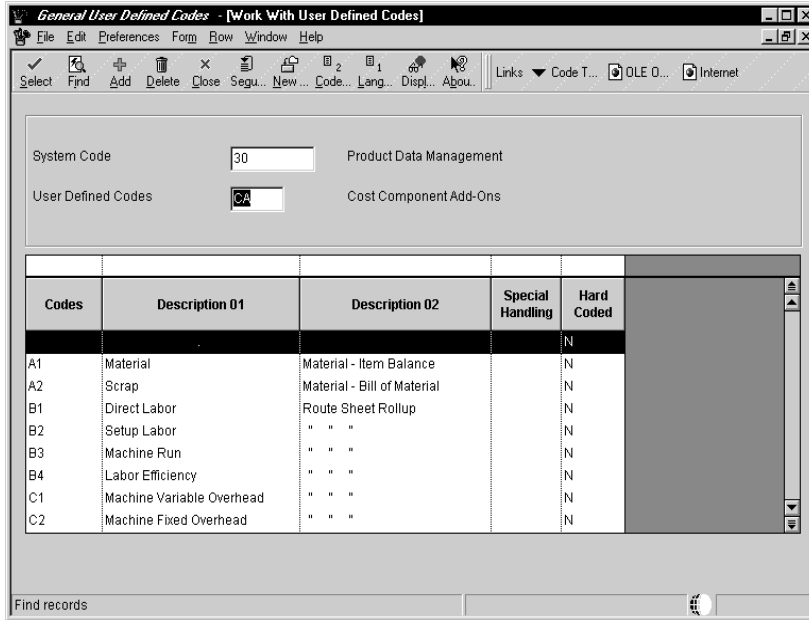 General User Defined Codes - [Work With User Defined Codes]
File Edit Preferences Form Row Window Help
Select Find Add Delete Close Sequ... New ... Code... Lang... Displ... Abou.. Links Code T... OLE O... Internet
System Code 30 Product Data Management
User Defined Codes CA Cost Component Add-Ons
Codes Description 01 Description 02 Special Handling Hard Coded
. N
A1 Material Material - Item Balance N
A2 Scrap Material - Bill of Material N
B1 Direct Labor Route Sheet Rollup N
B2 Setup Labor " " " N
B3 Machine Run " " " N
B4 Labor Efficiency " " " N
C1 Machine Variable Overhead " " " N
C2 Machine Fixed Overhead " " " N
Find records